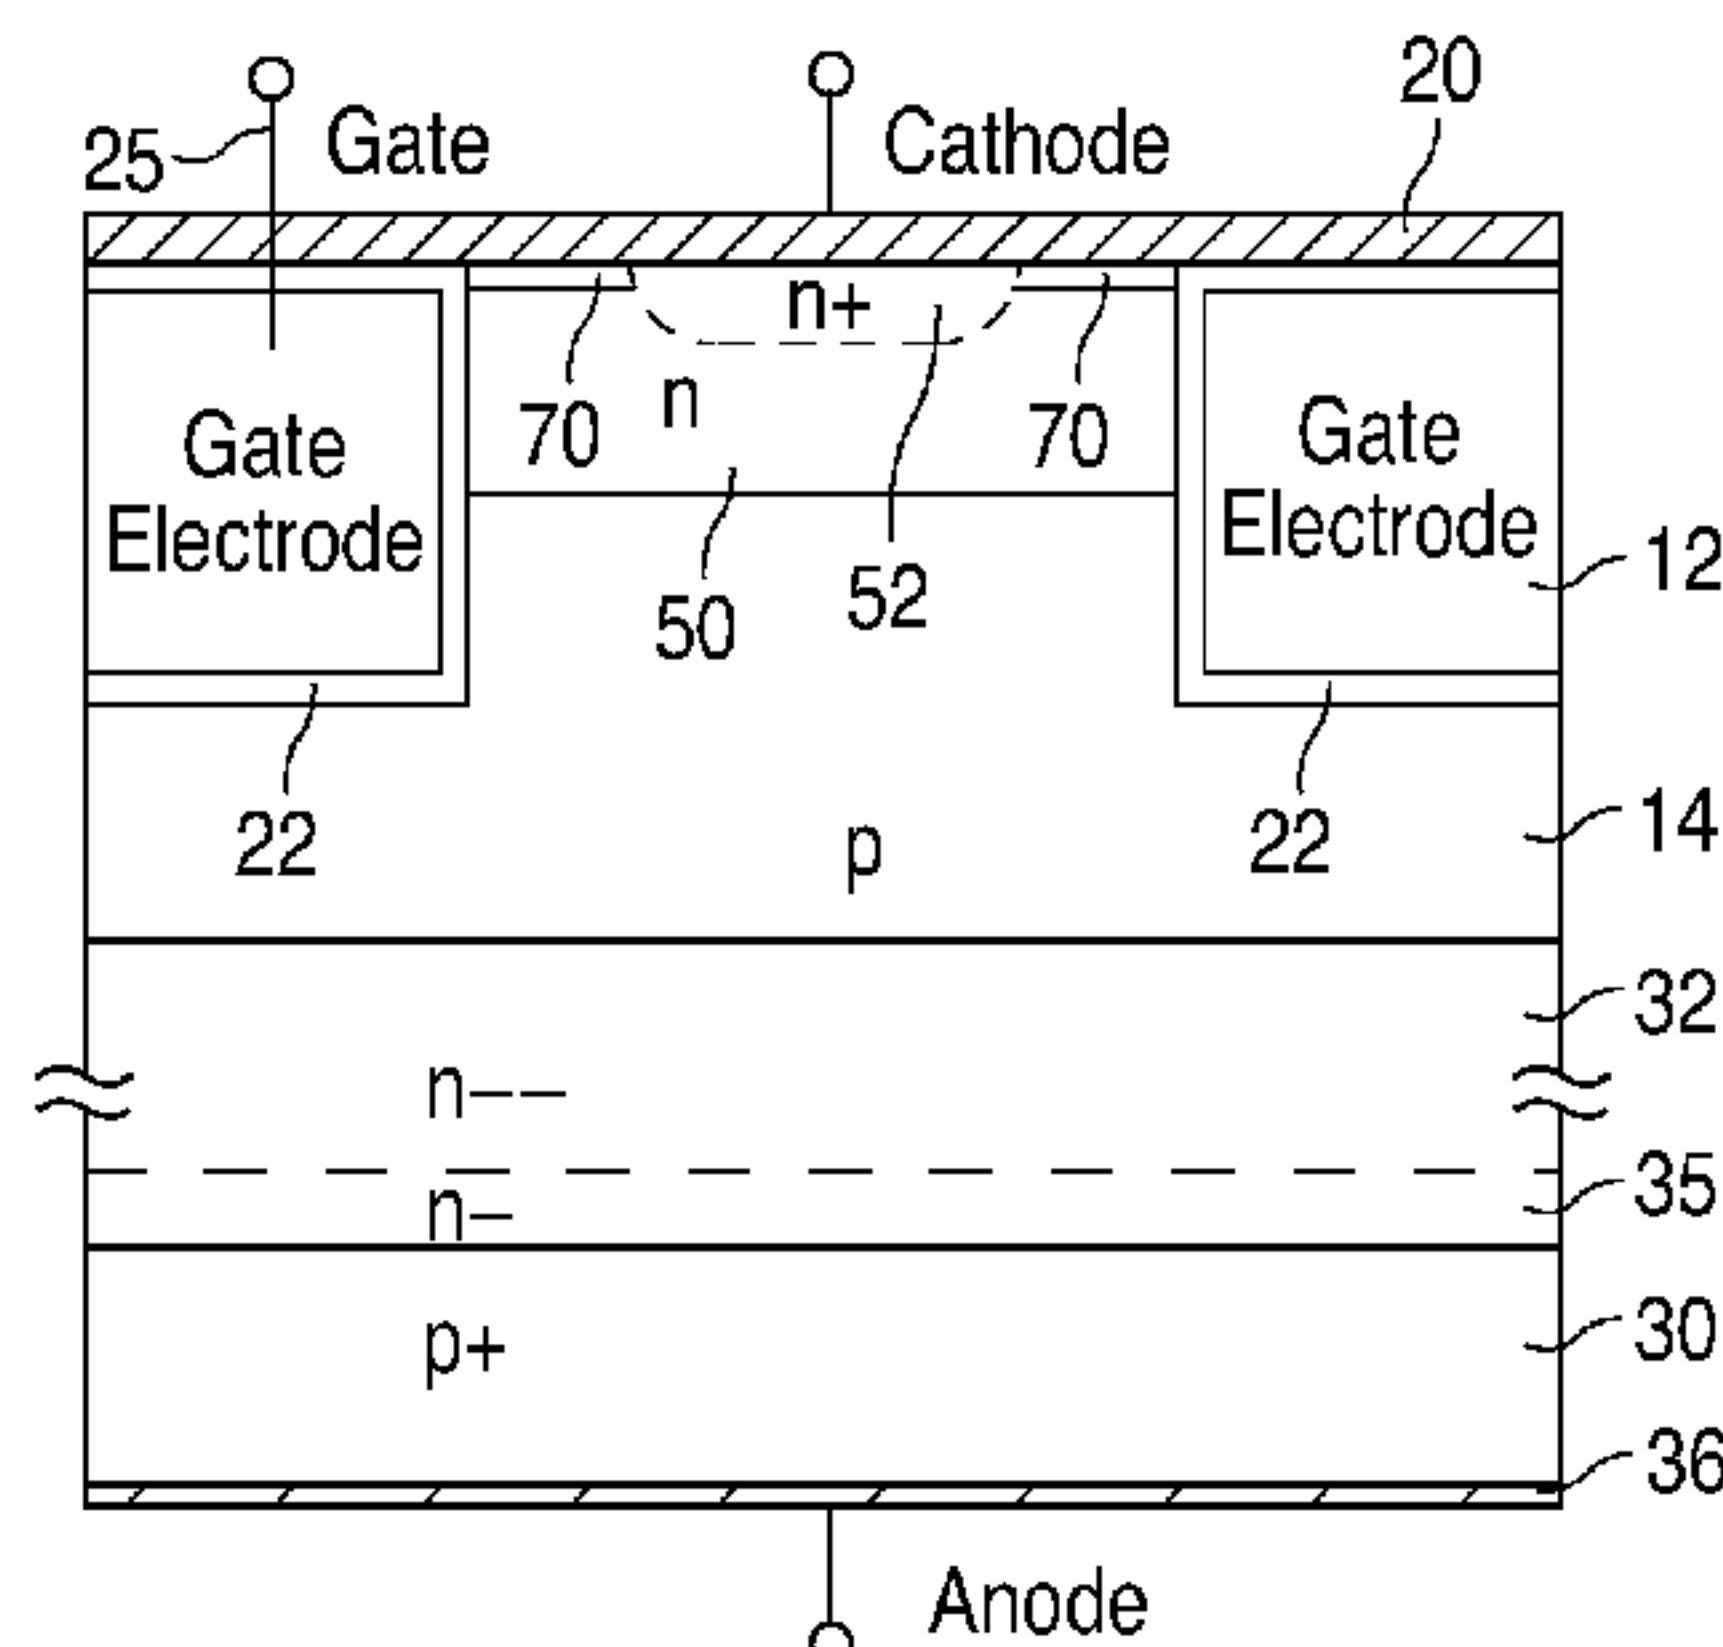 20
25
Gate
Cathode
n+
n
70
70
Gate
Electrode
Gate
Electrode
12
50
52
22
22
14
p
32
n--
35
n-
30
p+
36
Anode